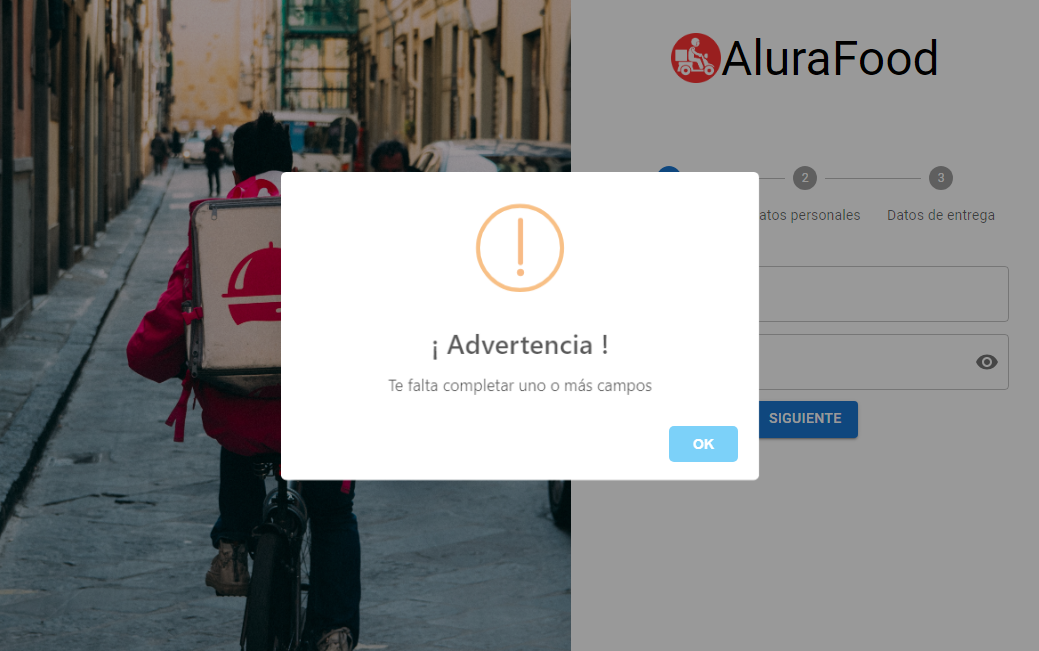 AluraFood
2
3
atos personales
Datos de entrega
¡ Advertencia !
Te falta completar uno o más campos
OK
SIGUIENTE